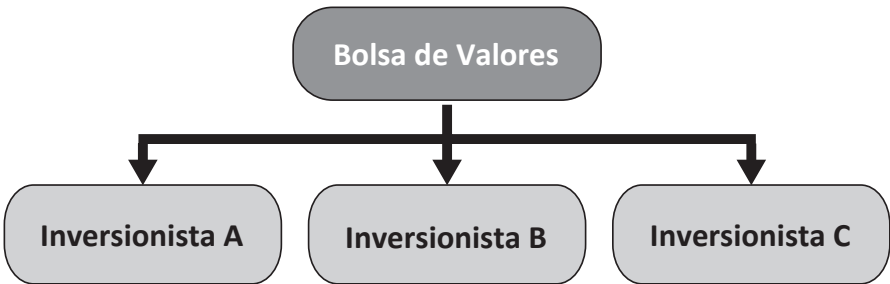 Bolsa de Valores
Inversionista A
Inversionista B
Inversionista C